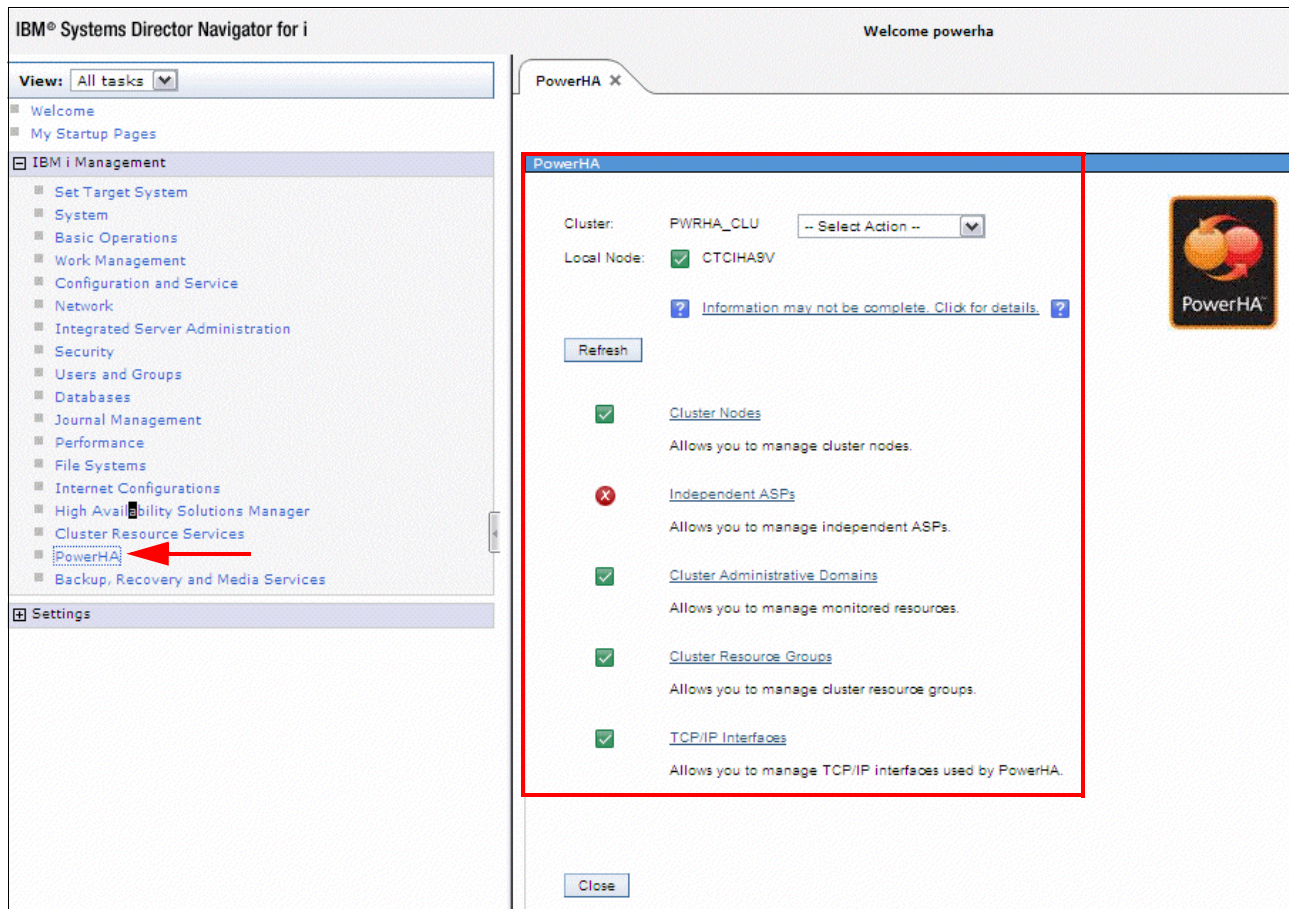 IBM® Systems Director Navigator for i
Welcome powerha
View: All tasks
Welcome
My Startup Pages
IBM i Management
Set Target System
System
Basic Operations
Work Management
Configuration and Service
Network
Integrated Server Administration
Security
Users and Groups
Databases
Journal Management
Performance
File Systems
Internet Configurations
High Availability Solutions Manager
Cluster Resource Services
PowerHA
Backup, Recovery and Media Services
Settings
PowerHA
PowerHA
Cluster: PWRHA_CLU -- Select Action --
Local Node: CTCIHA9V
? Information may not be complete. Click for details. ?
Refresh
Cluster Nodes
Allows you to manage cluster nodes.
Independent ASPs
Allows you to manage independent ASPs.
Cluster Administrative Domains
Allows you to manage monitored resources.
Cluster Resource Groups
Allows you to manage cluster resource groups.
TCP/IP Interfaces
Allows you to manage TCP/IP interfaces used by PowerHA.
Close
PowerHA™